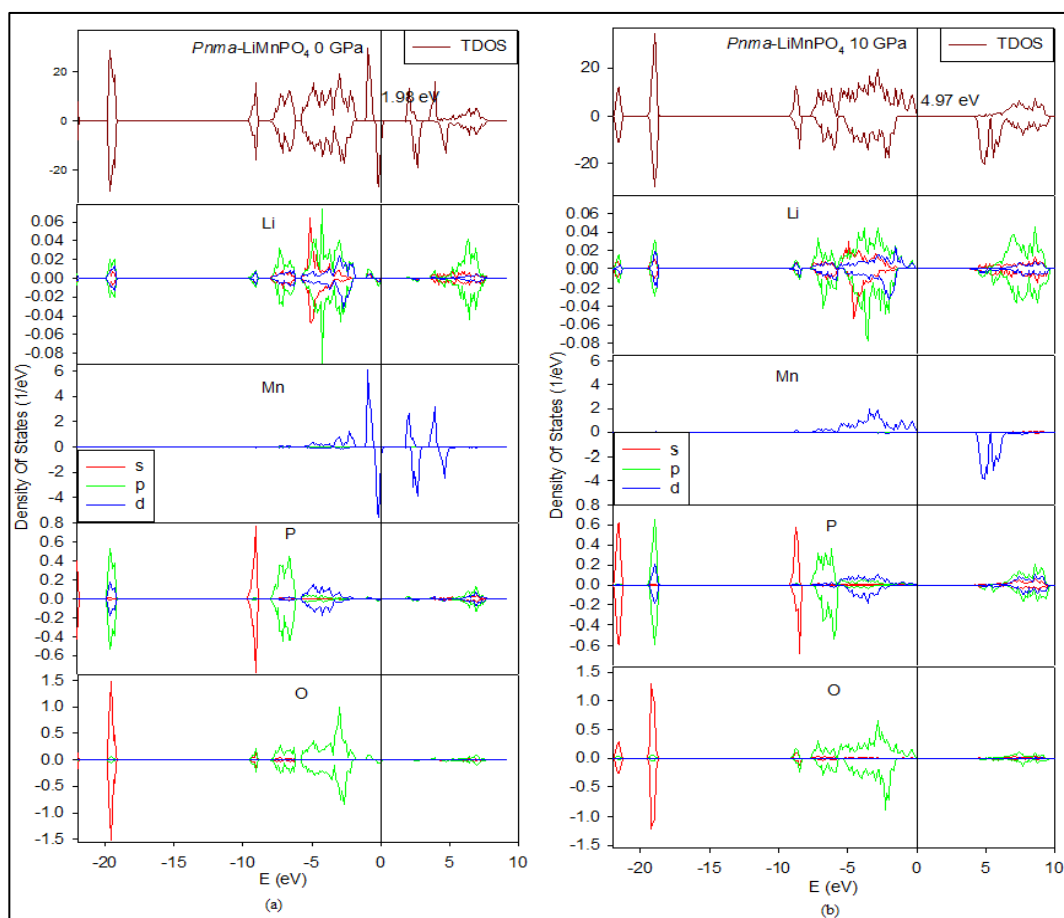 Pnma-LiMnPO4 0 GPa
TDOS
1.98 eV
20
0
-20
Li
0.06
0.04
0.02
0.00
-0.02
-0.04
-0.06
-0.08
Mn
6
4
2
0
-2
-4
s
p
d
P
0.8
0.6
0.4
0.2
0.0
-0.2
-0.4
-0.6
O
1.5
1.0
0.5
0.0
-0.5
-1.0
-1.5
Density Of States (1/eV)
-20 -15 -10 -5 0 5 10
E (eV)
(a)
Pnma-LiMnPO4 10 GPa
TDOS
4.97 eV
20
0
-20
Li
0.06
0.04
0.02
0.00
-0.02
-0.04
-0.06
-0.08
Mn
6
4
2
0
-2
-4
s
p
d
P
0.8
0.6
0.4
0.2
0.0
-0.2
-0.4
-0.6
O
1.5
1.0
0.5
0.0
-0.5
-1.0
-1.5
Density Of States (1/eV)
-20 -15 -10 -5 0 5 10
E (eV)
(b)